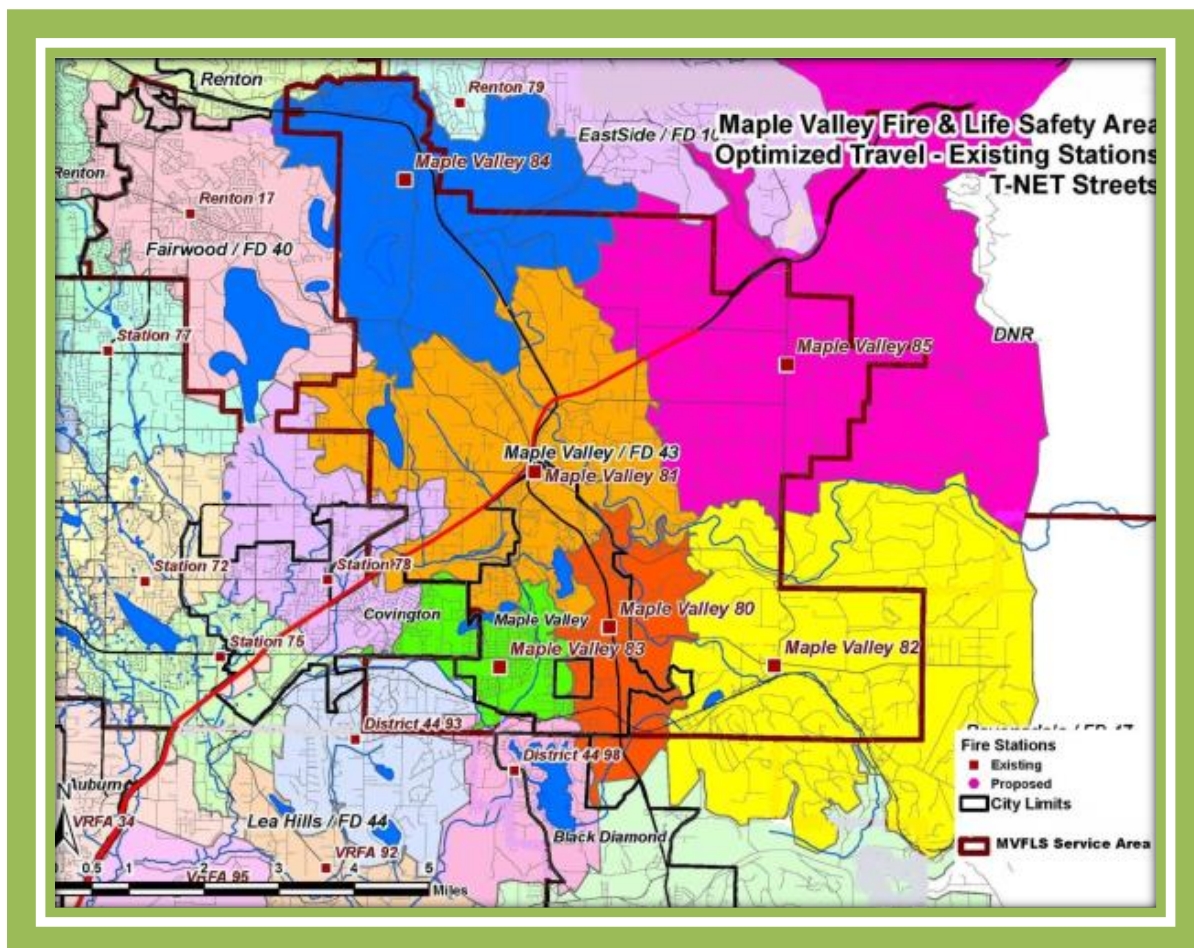 Renton
Renton 79
EastSide / FD 10
Maple Valley Fire & Life Safety Area
Optimized Travel - Existing Stations
T-NET Streets
Maple Valley 84
Renton
Renton 17
Fairwood / FD 40
Station 77
DNR
Maple Valley 85
Maple Valley / FD 43
Maple Valley 81
Station 72
Station 78
Covington
Maple Valley
Maple Valley 80
Station 75
Maple Valley 83
Maple Valley 82
District 44 93
District 44 98
Fire Stations
Existing
Proposed
City Limits
MVFLS Service Area
N
Auburn
VRFA 34
Lea Hills / FD 44
Black Diamond
VRFA 92
VRFA 95
0.5 1 2 3 4 5
Miles